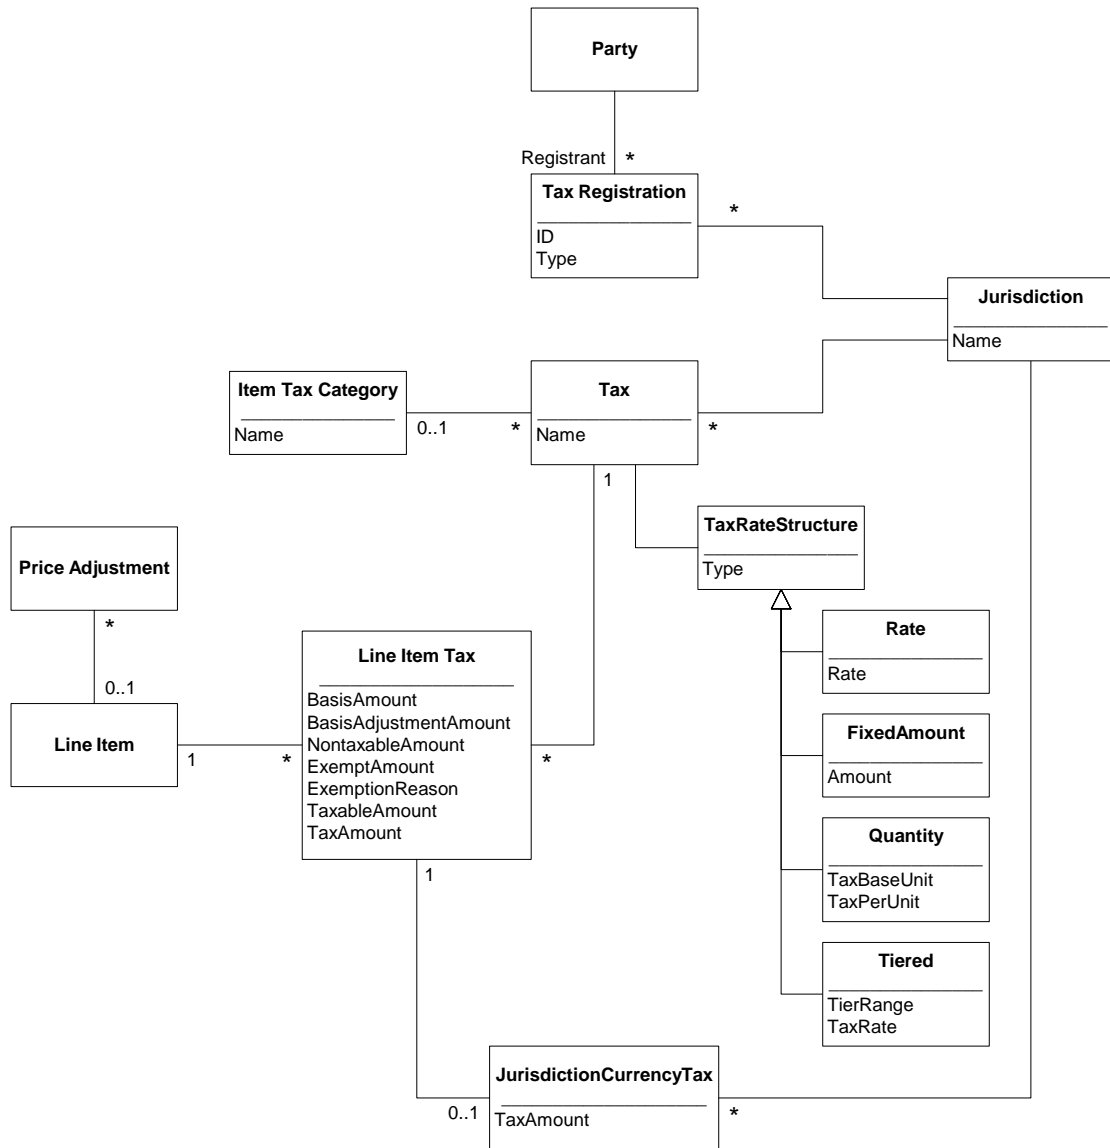 Party
Registrant *
Tax Registration
ID
Type
*
Jurisdiction
Name
Item Tax Category
Name
0..1
*
Tax
Name
*
1
TaxRateStructure
Type
Price Adjustment
*
0..1
Line Item
1
*
Line Item Tax
BasisAmount
BasisAdjustmentAmount
NontaxableAmount
ExemptAmount
ExemptionReason
TaxableAmount
TaxAmount
*
1
Rate
Rate
FixedAmount
Amount
Quantity
TaxBaseUnit
TaxPerUnit
Tiered
TierRange
TaxRate
JurisdictionCurrencyTax
TaxAmount
0..1
*